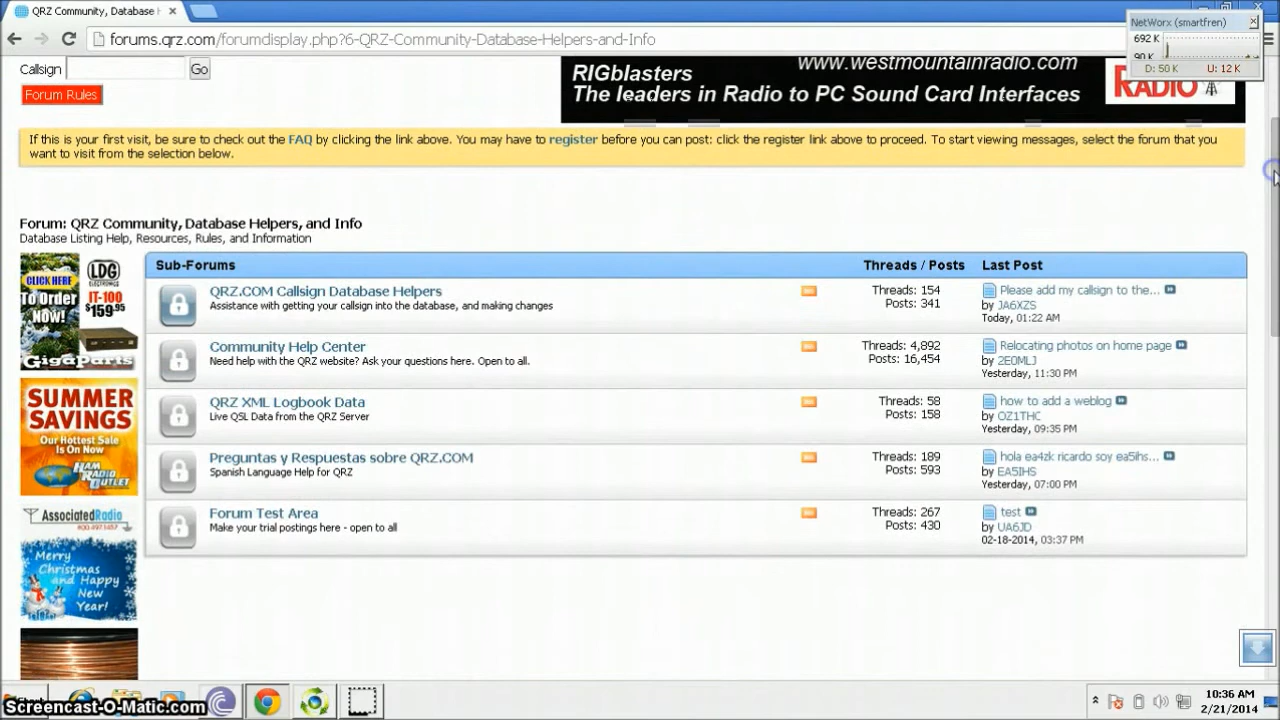 QRZ Community, Database
NetWorx (smartfren)
forums.qrz.com/forumdisplay.php?6-QRZ-Community-Database-Helpers-and-Info
692 K
90 K
D: 50 K U: 12 K
Callsign
Go
Forum Rules
www.westmountainradio.com
RIGblasters
The leaders in Radio to PC Sound Card Interfaces
RADIO
If this is your first visit, be sure to check out the FAQ by clicking the link above. You may have to register before you can post: click the register link above to proceed. To start viewing messages, select the forum that you
want to visit from the selection below.
Forum: QRZ Community, Database Helpers, and Info
Database Listing Help, Resources, Rules, and Information
CLICK HERE
To Order
Now!
LDG
ELECTRONICS
IT-100
$159.95
GigaParts
SUMMER
SAVINGS
Our Hottest Sale
Is On Now
HAM
RADIO
OUTLET
AssociatedRadio
Merry
Christmas
and Happy
New
Year!
Sub-Forums Threads / Posts Last Post
QRZ.COM Callsign Database Helpers
Assistance with getting your callsign into the database, and making changes
Threads: 154
Posts: 341
Please add my callsign to the...
by JA6XZS
Today, 01:22 AM
Community Help Center
Need help with the QRZ website? Ask your questions here. Open to all.
Threads: 4,892
Posts: 16,454
Relocating photos on home page
by 2E0MLJ
Yesterday, 11:30 PM
QRZ XML Logbook Data
Live QSL Data from the QRZ Server
Threads: 58
Posts: 158
how to add a weblog
by OZ1THC
Yesterday, 09:35 PM
Preguntas y Respuestas sobre QRZ.COM
Spanish Language Help for QRZ
Threads: 189
Posts: 593
hola ea4zk ricardo soy ea5ihs...
by EA5IHS
Yesterday, 07:00 PM
Forum Test Area
Make your trial postings here - open to all
Threads: 267
Posts: 430
test
by UA6JD
02-18-2014, 03:37 PM
Screencast-O-Matic.com
10:36 AM
2/21/2014